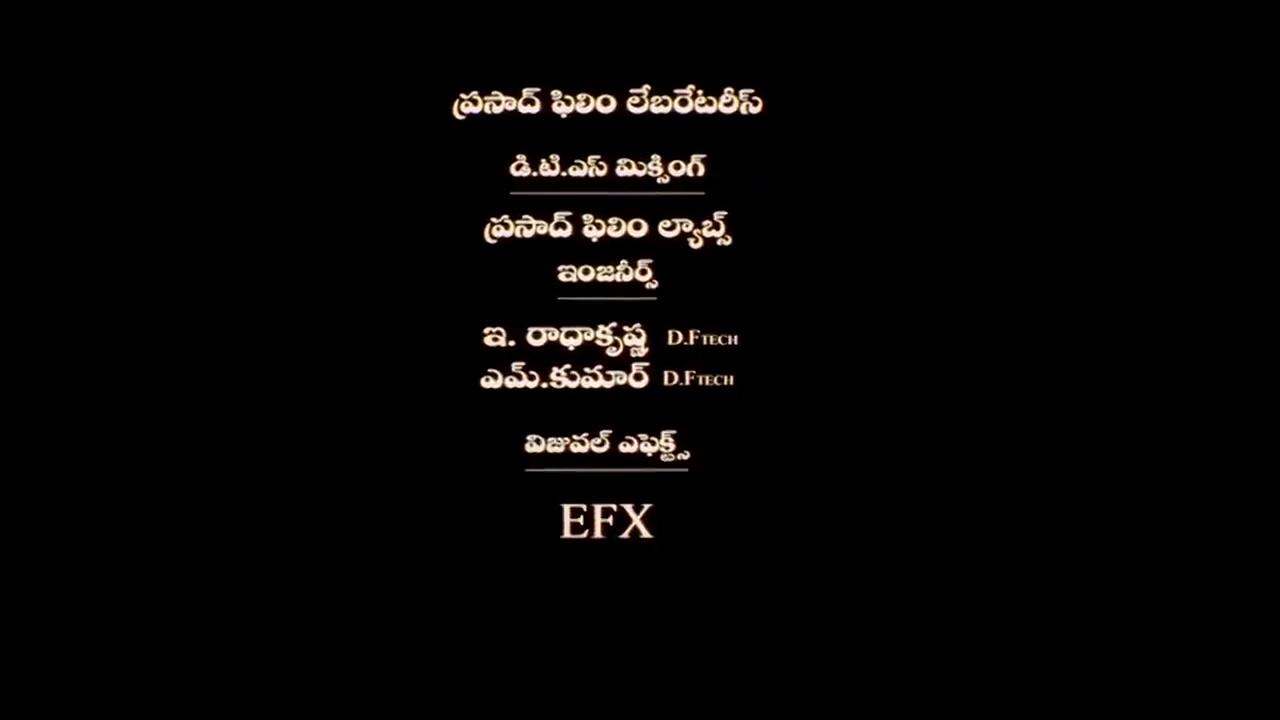 ప్రసాద్ ఫిలిం లేబరేటరీస్
డి.టి.ఎస్ మిక్సింగ్
ప్రసాద్ ఫిలిం ల్యాబ్స్
ఇంజనీర్స్
ఇ. రాధాకృష్ణ D.FTECH
ఎమ్.కుమార్ D.FTECH
విజువల్ ఎఫెక్ట్స్
EFX